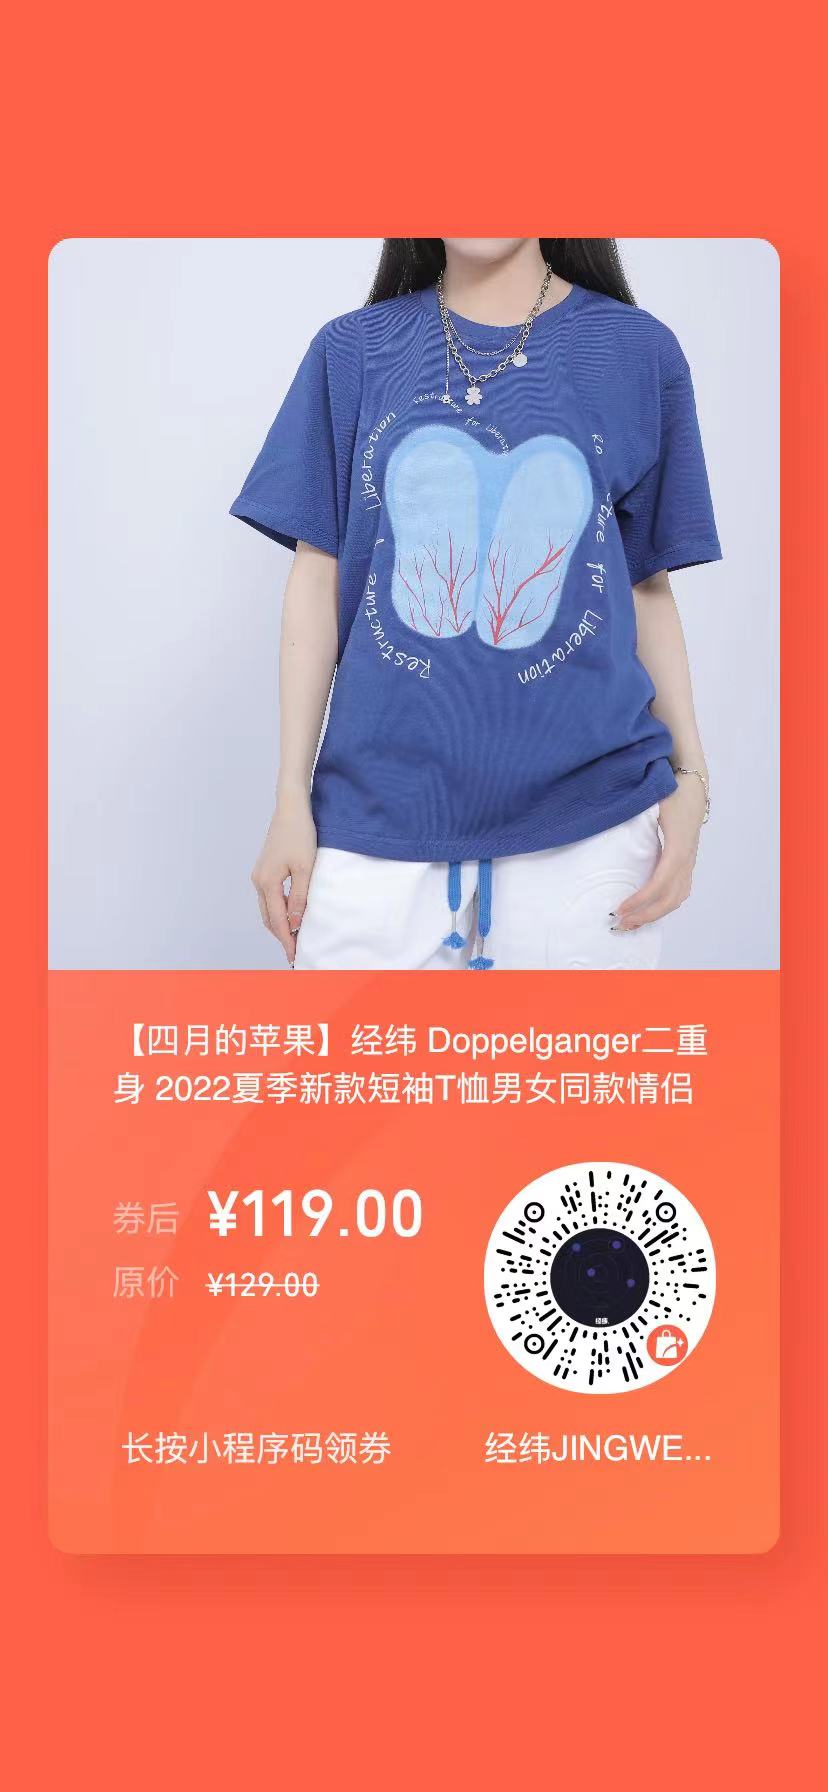 Restructure for Liberation
Restructure
Liberation
for Liberation
【四月的苹果】经纬 Doppelganger二重
身 2022夏季新款短袖T恤男女同款情侣
券后 ¥119.00
原价 ¥129.00
经纬
长按小程序码领券
经纬JINGWE...